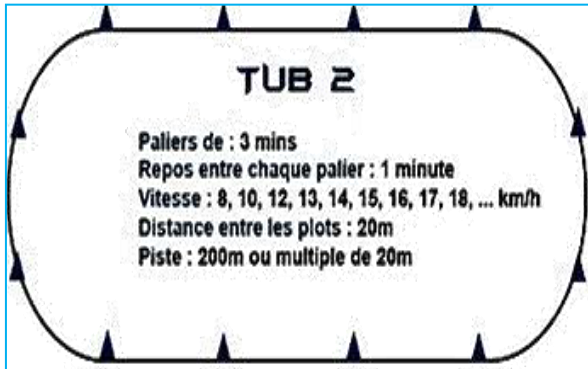 TUB 2
Paliers de : 3 mins
Repos entre chaque palier : 1 minute
Vitesse : 8, 10, 12, 13, 14, 15, 16, 17, 18, ... km/h
Distance entre les plots : 20m
Piste : 200m ou multiple de 20m